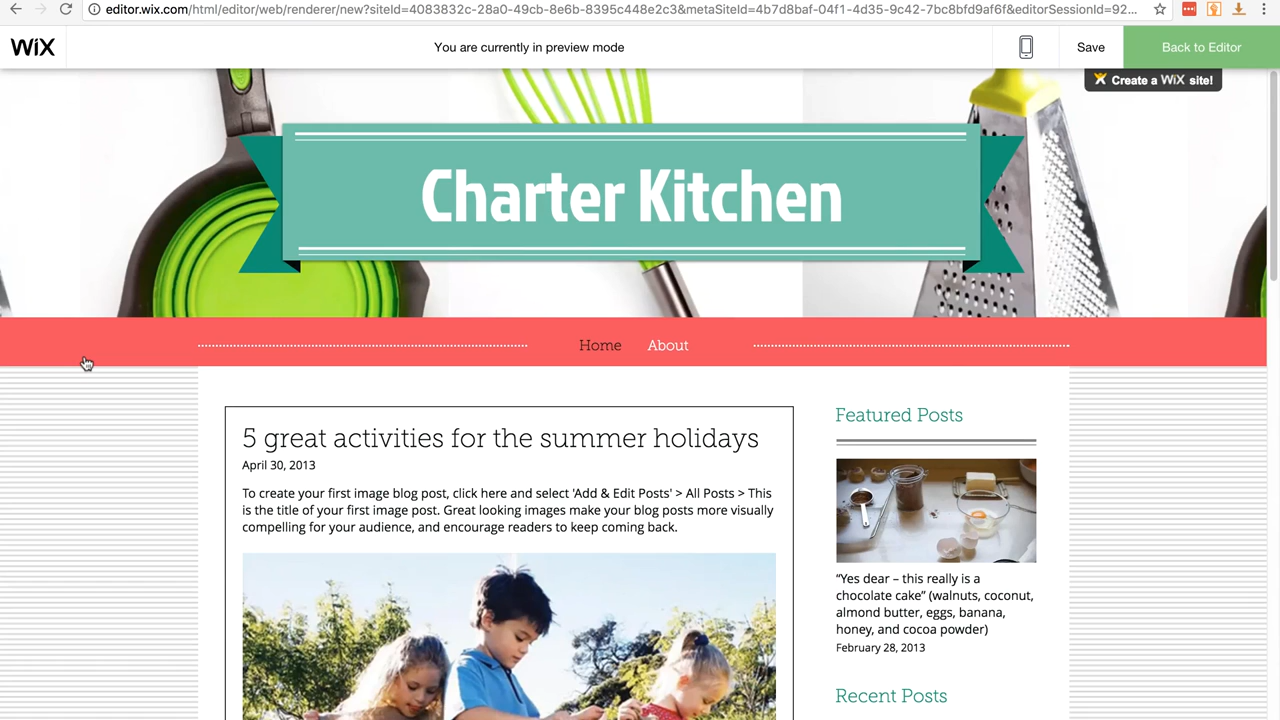 editor.wix.com/html/editor/web/renderer/new?siteId=4083832c-28a0-49cb-8e6b-8395c448e2c3&metaSiteId=4b7d8baf-04f1-4d35-9c42-7bc8bfd9af6f&editorSessionId=92...
WiX
You are currently in preview mode
Save
Back to Editor
Create a WiX site!
Charter Kitchen
Home
About
5 great activities for the summer holidays
April 30, 2013
To create your first image blog post, click here and select 'Add & Edit Posts' > All Posts > This
is the title of your first image post. Great looking images make your blog posts more visually
compelling for your audience, and encourage readers to keep coming back.
Featured Posts
“Yes dear – this really is a
chocolate cake” (walnuts, coconut,
almond butter, eggs, banana,
honey, and cocoa powder)
February 28, 2013
Recent Posts